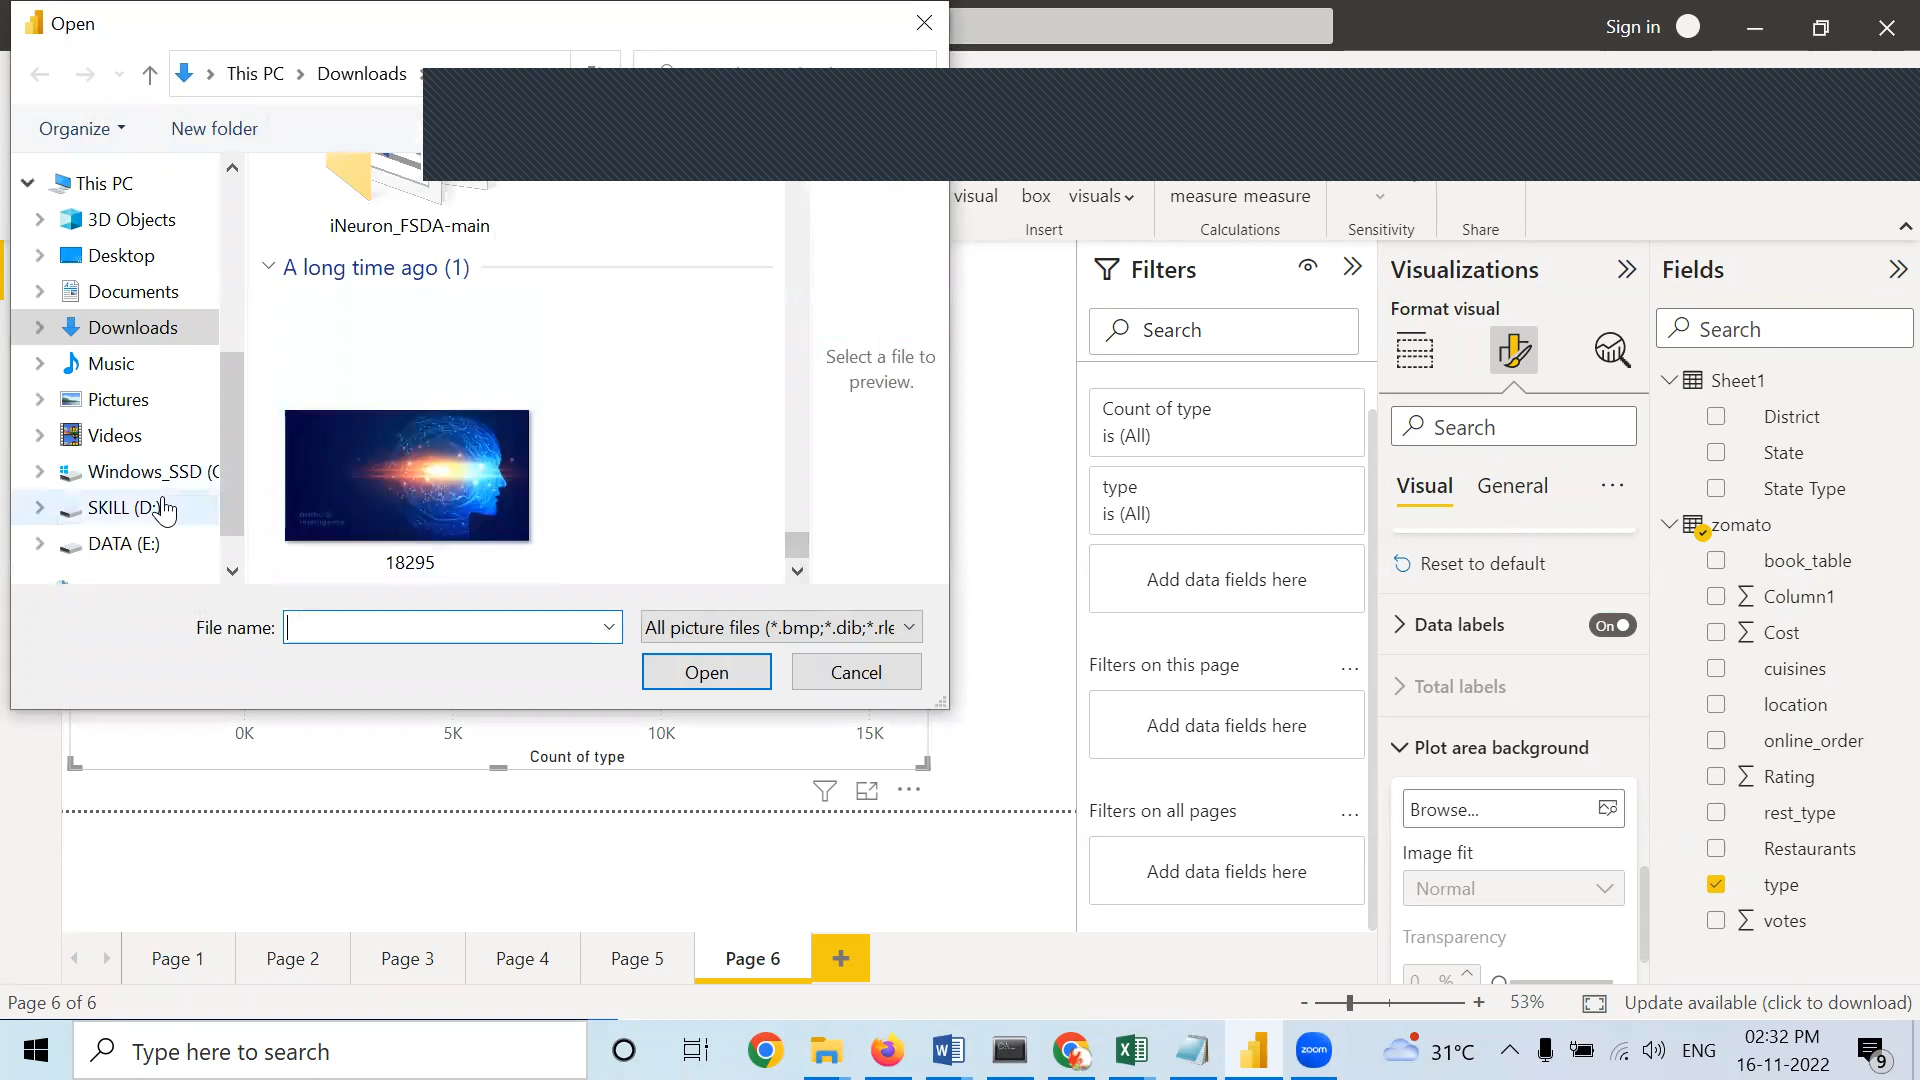 Open
Sign in
This PC
Downloads
Organize
New folder
This PC
3D Objects
Desktop
Documents
Downloads
Music
Pictures
Videos
Windows_SSD (C
SKILL (D:)
DATA (E:)
iNeuron_FSDA-main
A long time ago (1)
18295
Select a file to
preview.
File name:
All picture files (*.bmp;*.dib;*.rle
Open
Cancel
visual
box
visuals
measure measure
Insert
Calculations
Sensitivity
Share
0K
5K
10K
15K
Count of type
Filters
Search
Count of type
is (All)
type
is (All)
Add data fields here
Filters on this page
...
Add data fields here
Filters on all pages
...
Add data fields here
Visualizations
Format visual
Search
Visual
General
...
Reset to default
Data labels
On
Total labels
Plot area background
Browse...
Image fit
Normal
Transparency
0 %
Fields
Search
Sheet1
District
State
State Type
zomato
book_table
Column1
Cost
cuisines
location
online_order
Rating
rest_type
Restaurants
type
votes
Page 1
Page 2
Page 3
Page 4
Page 5
Page 6
+
Page 6 of 6
- + 53%
Update available (click to download)
Type here to search
zoom
31°C
ENG
02:32 PM
16-11-2022
9